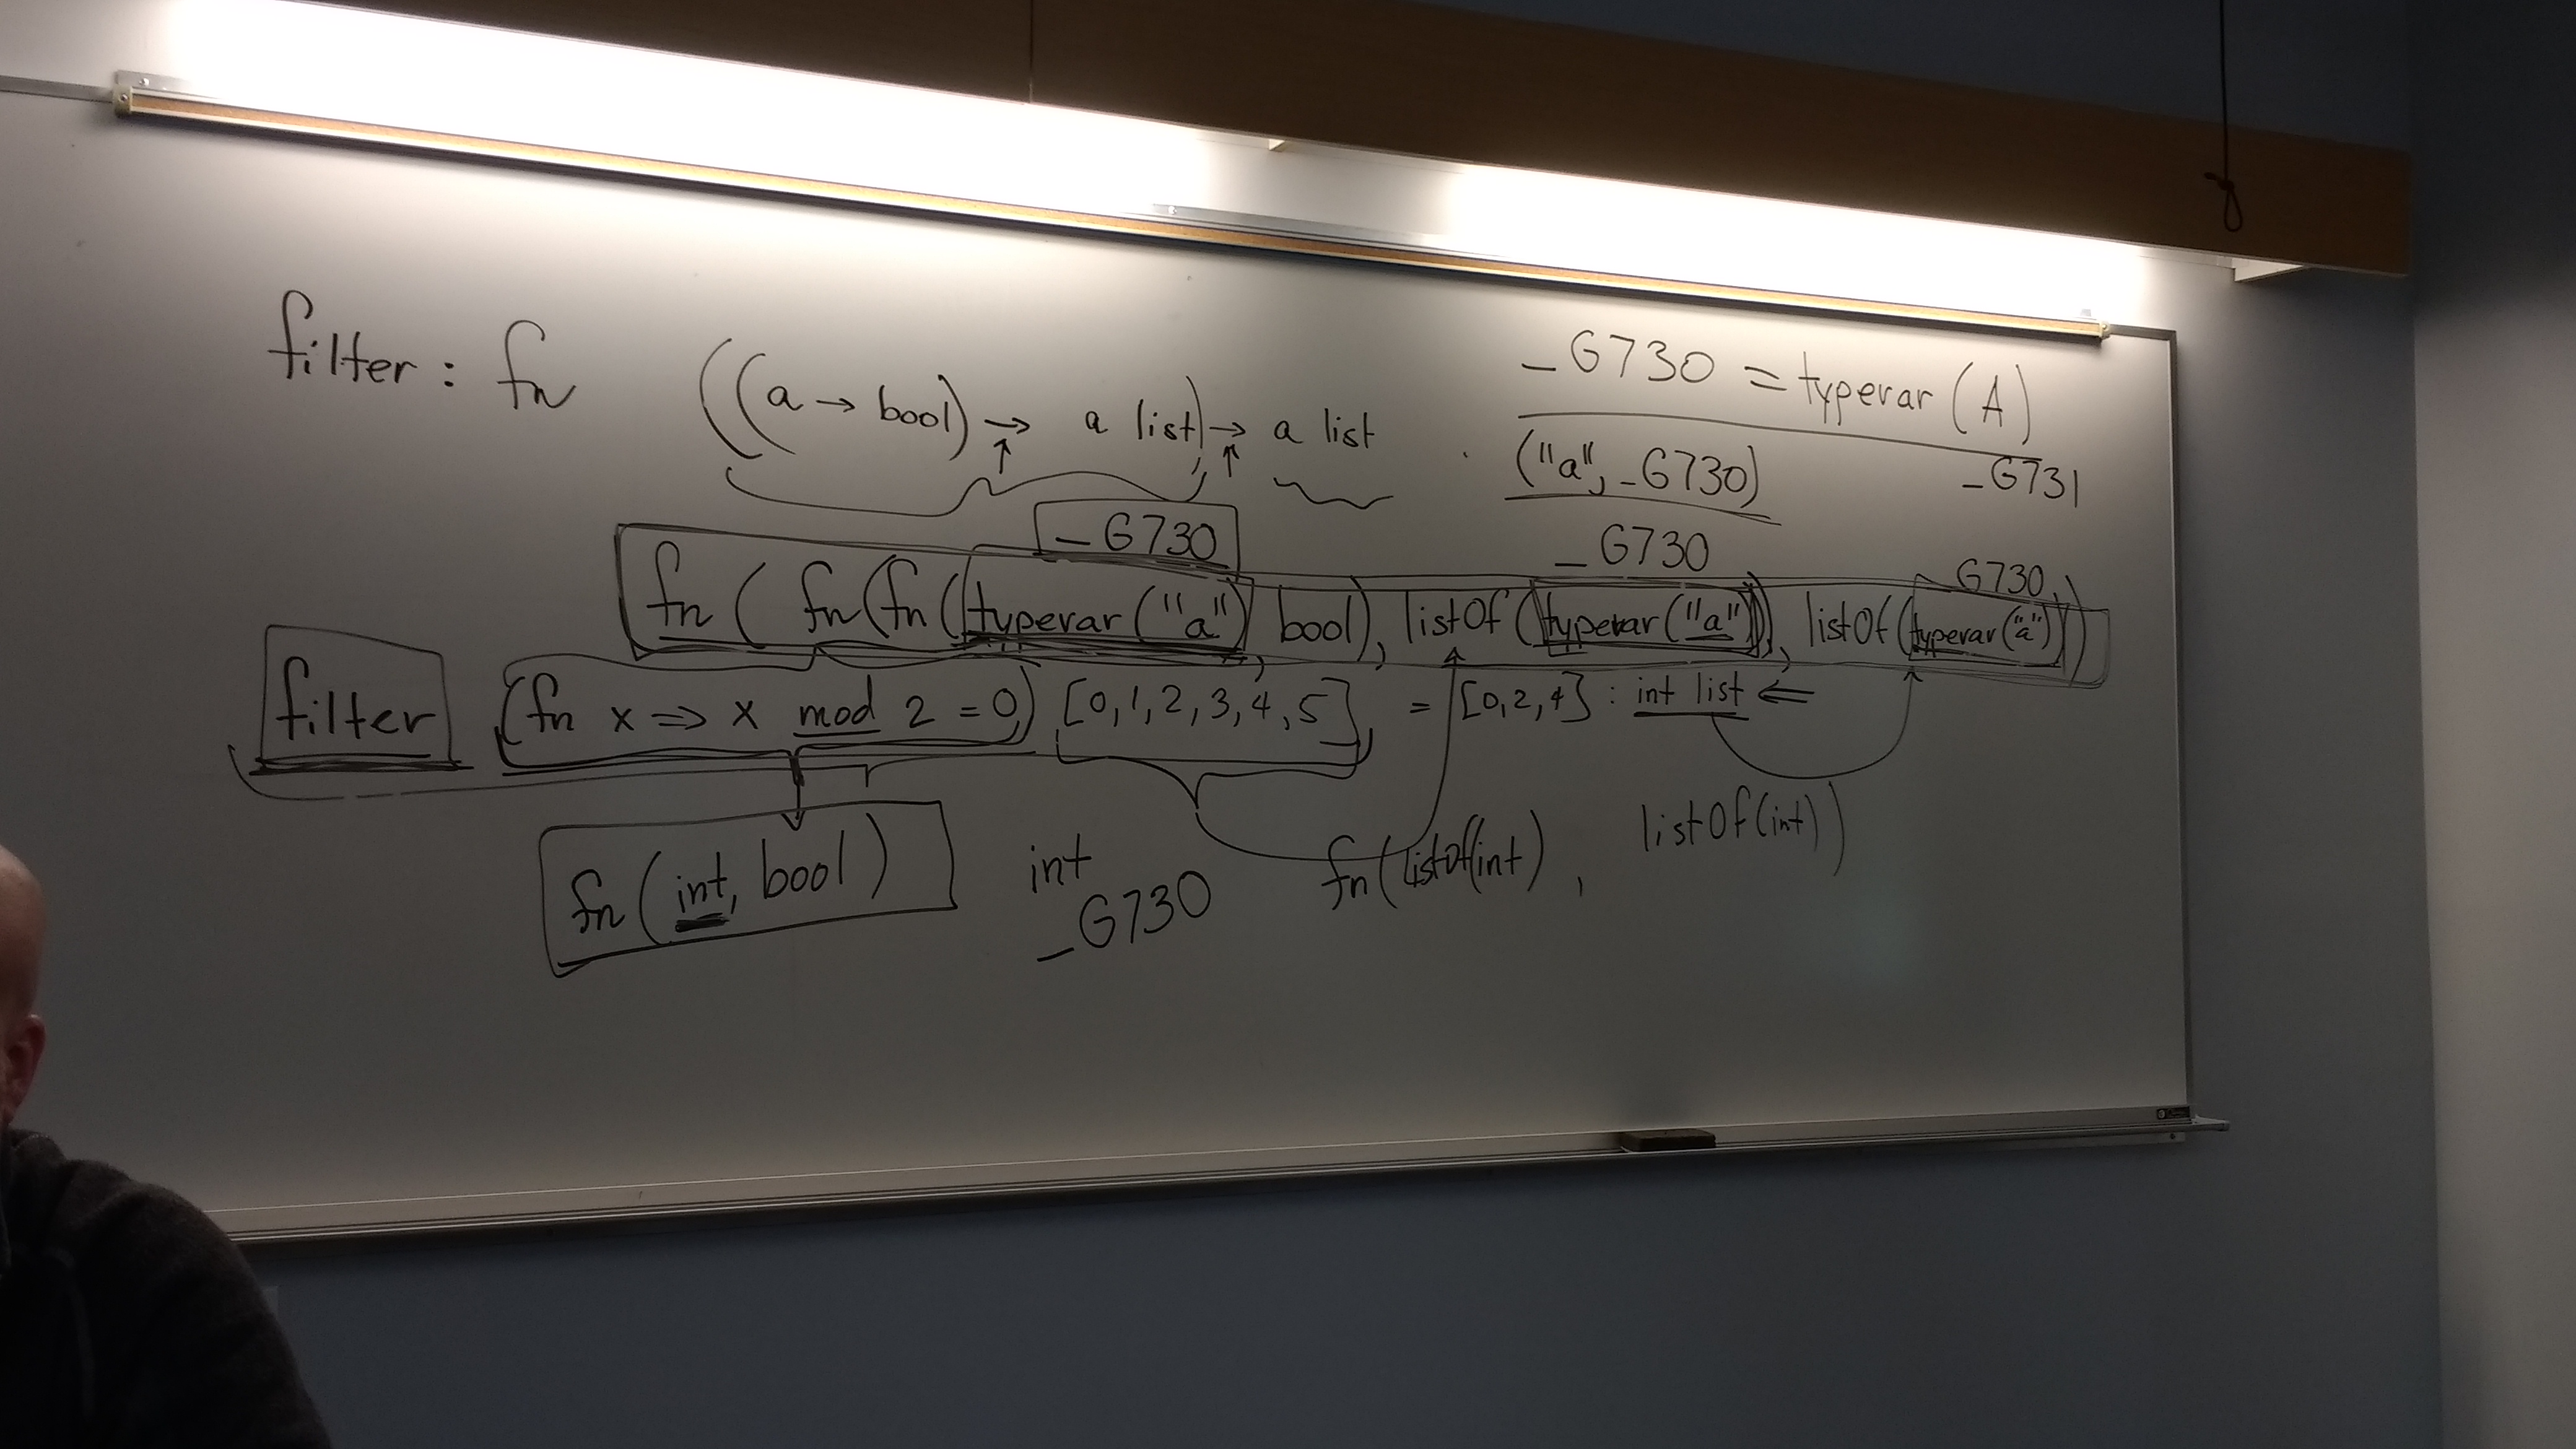 filter : fn ((a → bool) → a list) → a list
_G730 = typevar (A)
("a", _G730) _G731
_G730 _G730 G730
fn ( fn (fn (typevar ("a") bool), listOf (typevar ("a")), listOf (typevar ("a")))
filter (fn x => x mod 2 = 0) [0,1,2,3,4,5] = [0,2,4] : int list ⇐
fn (int, bool) int fn (listOf(int), listOf(int))
_G730